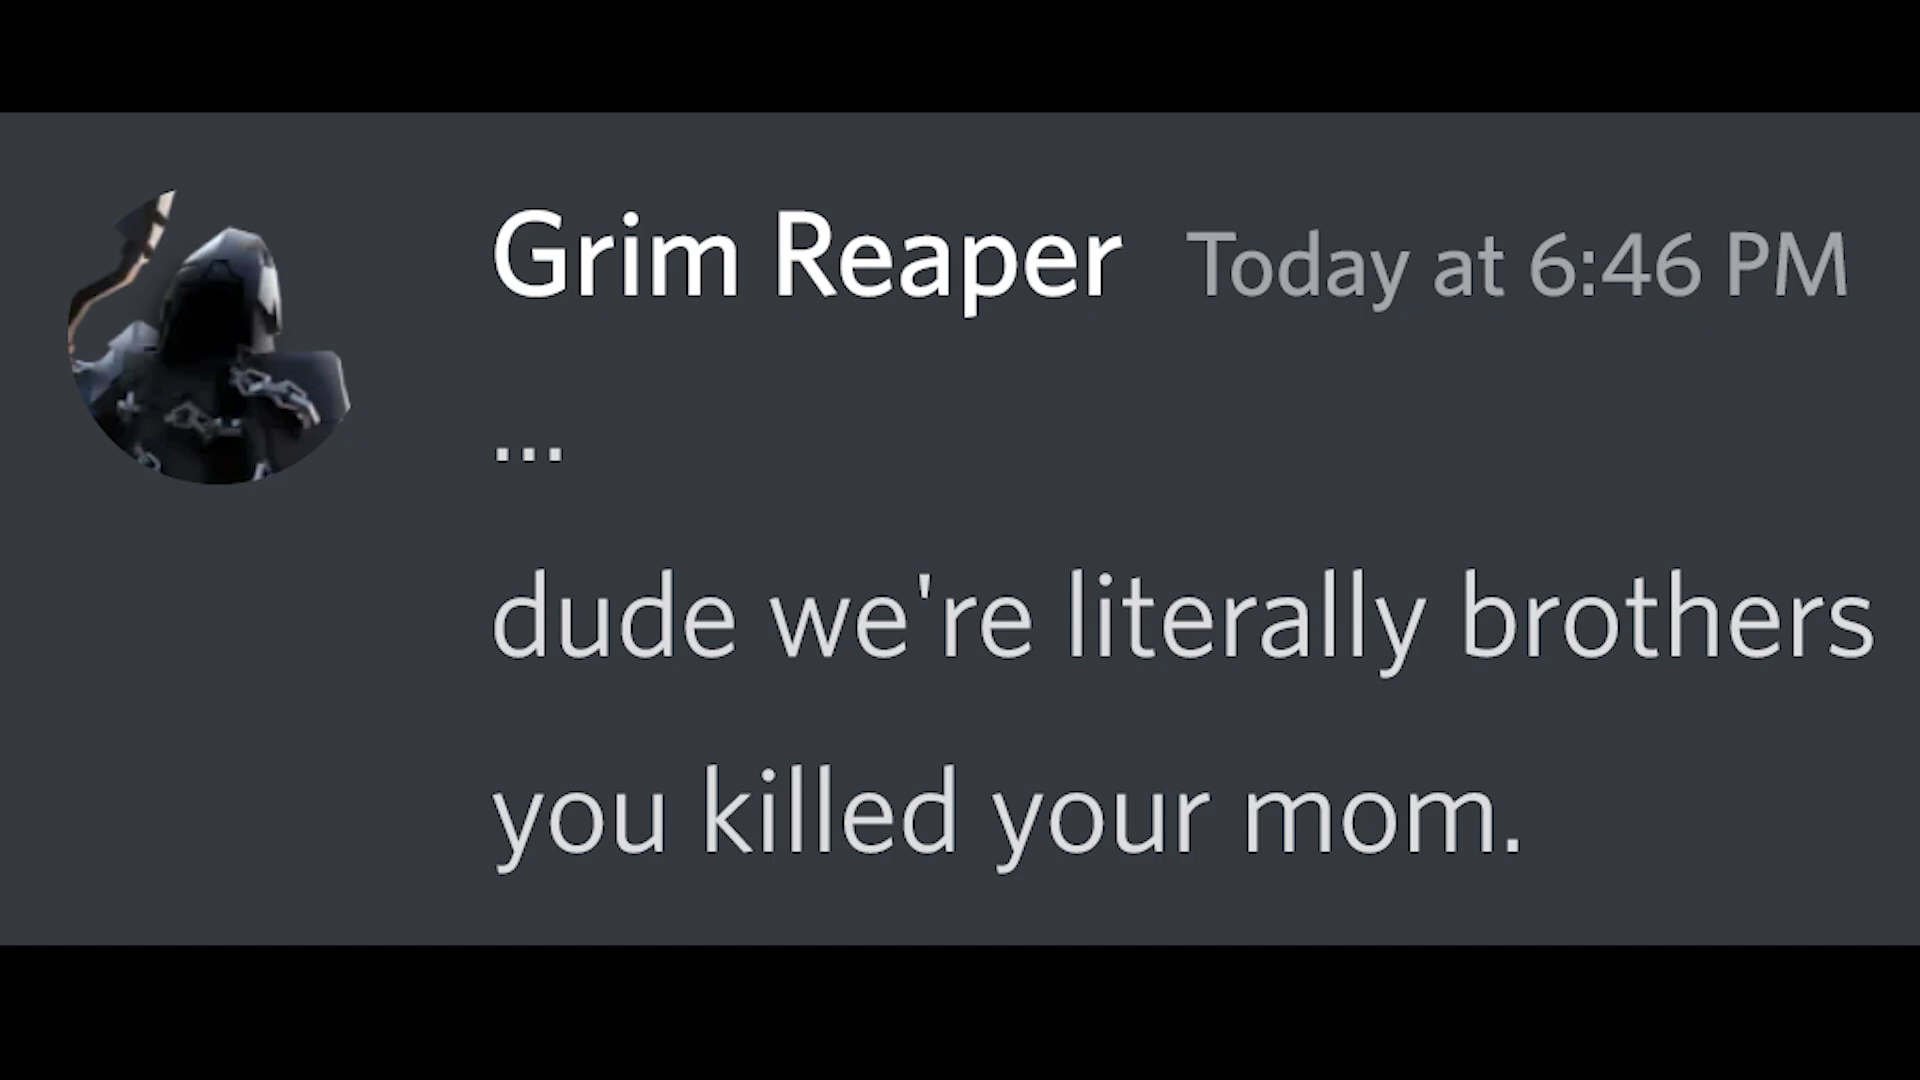 Grim Reaper Today at 6:46 PM
...
dude we're literally brothers
you killed your mom.